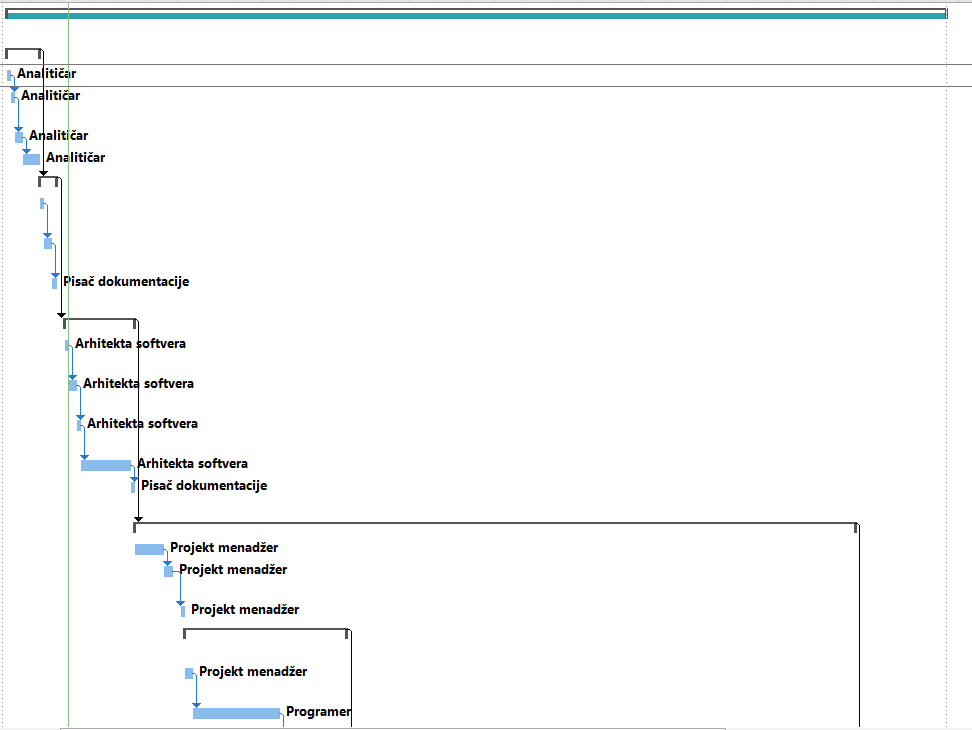 Analitičar
Analitičar
Analitičar
Analitičar
Pisač dokumentacije
Arhitekta softvera
Arhitekta softvera
Arhitekta softvera
Arhitekta softvera
Pisač dokumentacije
Projekt menadžer
Projekt menadžer
Projekt menadžer
Projekt menadžer
Programer